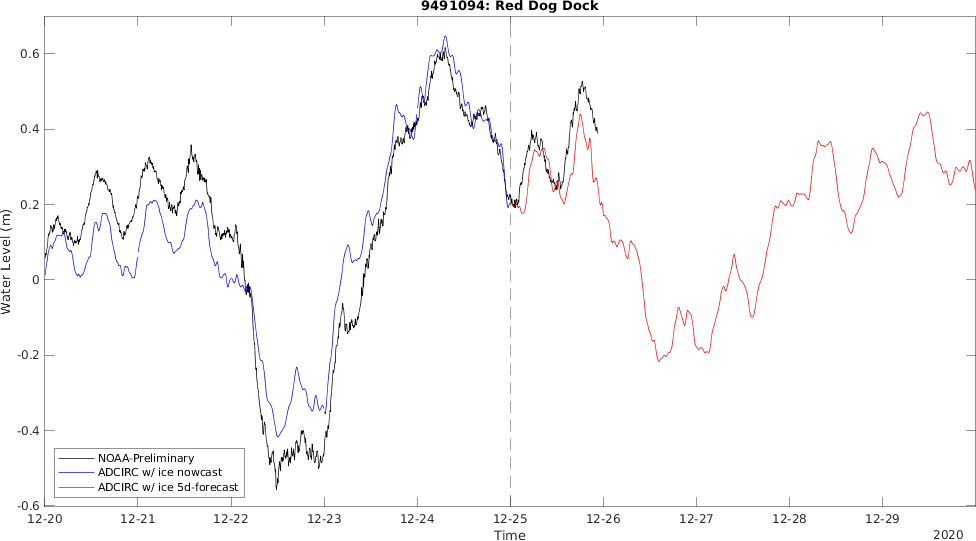 9491094: Red Dog Dock
Water Level (m)
0.6
0.4
0.2
0
-0.2
-0.4
-0.6
NOAA-Preliminary
ADCIRC w/ ice nowcast
ADCIRC w/ ice 5d-forecast
12-20 12-21 12-22 12-23 12-24 12-25 12-26 12-27 12-28 12-29
Time
2020